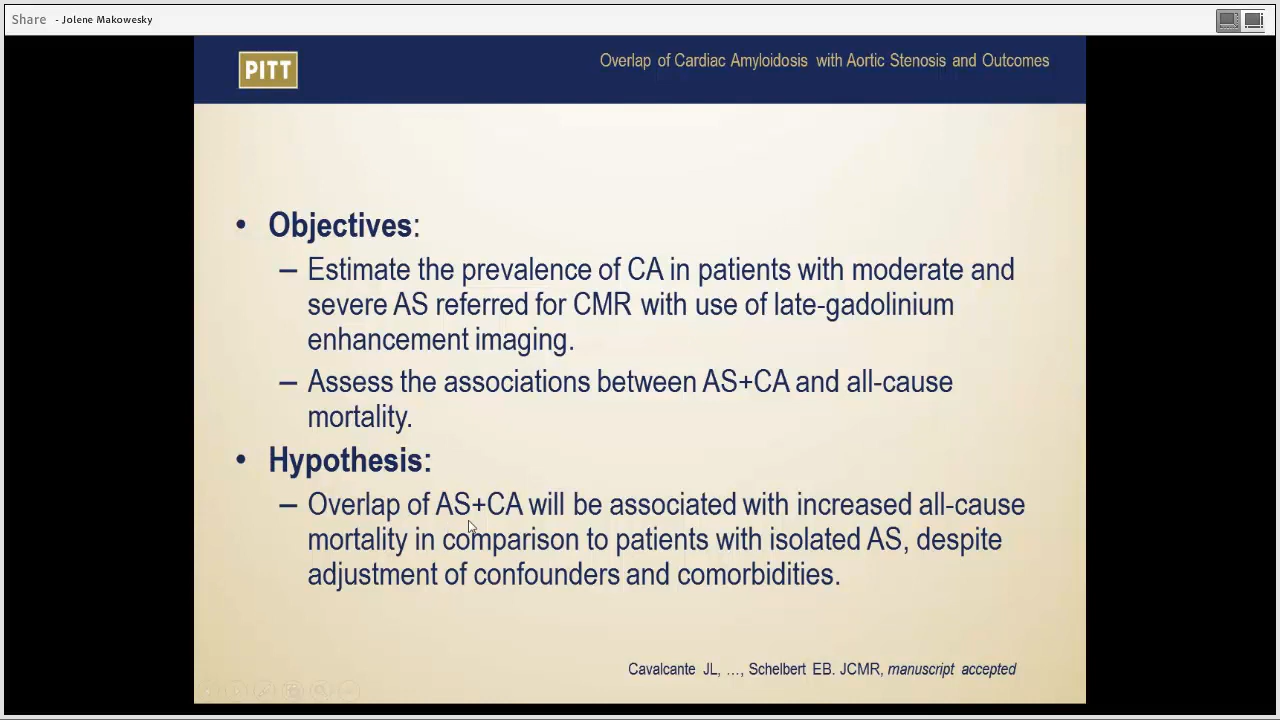 Share - Jolene Makowesky
PITT
Overlap of Cardiac Amyloidosis with Aortic Stenosis and Outcomes
• Objectives:
– Estimate the prevalence of CA in patients with moderate and
severe AS referred for CMR with use of late-gadolinium
enhancement imaging.
– Assess the associations between AS+CA and all-cause
mortality.
• Hypothesis:
– Overlap of AS+CA will be associated with increased all-cause
mortality in comparison to patients with isolated AS, despite
adjustment of confounders and comorbidities.
Cavalcante JL, …, Schelbert EB. JCMR, manuscript accepted